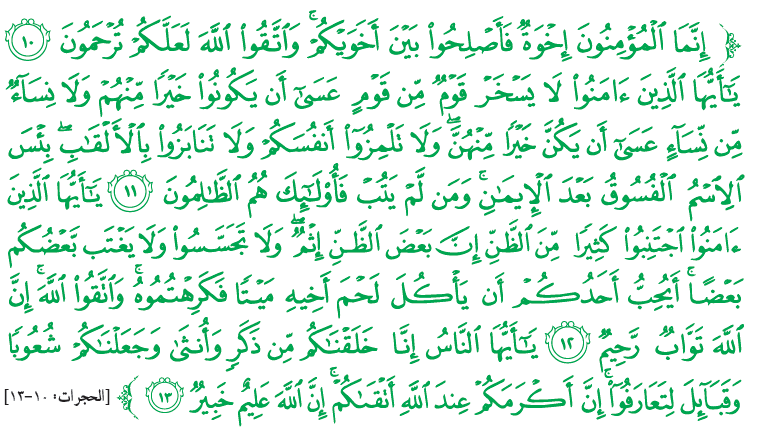 ﴿ إِنَّمَا ٱلْمُؤْمِنُونَ إِخْوَةٌ فَأَصْلِحُوا۟ بَيْنَ أَخَوَيْكُمْ ۚ وَٱتَّقُوا۟ ٱللَّهَ لَعَلَّكُمْ تُرْحَمُونَ ١٠
يَٰٓأَيُّهَا ٱلَّذِينَ ءَامَنُوا۟ لَا يَسْخَرْ قَوْمٌ مِّن قَوْمٍ عَسَىٰٓ أَن يَكُونُوا۟ خَيْرًا مِّنْهُمْ وَلَا نِسَآءٌ
مِّن نِّسَآءٍ عَسَىٰٓ أَن يَكُنَّ خَيْرًا مِّنْهُنَّ ۖ وَلَا تَلْمِزُوٓا۟ أَنفُسَكُمْ وَلَا تَنَابَزُوا۟ بِٱلْأَلْقَٰبِ ۖ بِئْسَ
ٱلِٱسْمُ ٱلْفُسُوقُ بَعْدَ ٱلْإِيمَٰنِ ۚ وَمَن لَّمْ يَتُبْ فَأُو۟لَٰٓئِكَ هُمُ ٱلظَّٰلِمُونَ ١١ يَٰٓأَيُّهَا ٱلَّذِينَ
ءَامَنُوا۟ ٱجْتَنِبُوا۟ كَثِيرًا مِّنَ ٱلظَّنِّ إِنَّ بَعْضَ ٱلظَّنِّ إِثْمٌ ۖ وَلَا تَجَسَّسُوا۟ وَلَا يَغْتَب بَّعْضُكُم
بَعْضًا ۚ أَيُحِبُّ أَحَدُكُمْ أَن يَأْكُلَ لَحْمَ أَخِيهِ مَيْتًا فَكَرِهْتُمُوهُ ۚ وَٱتَّقُوا۟ ٱللَّهَ ۚ إِنَّ
ٱللَّهَ تَوَّابٌ رَّحِيمٌ ١٢ يَٰٓأَيُّهَا ٱلنَّاسُ إِنَّا خَلَقْنَٰكُم مِّن ذَكَرٍ وَأُنثَىٰ وَجَعَلْنَٰكُمْ شُعُوبًا
وَقَبَآئِلَ لِتَعَارَفُوٓا۟ ۚ إِنَّ أَكْرَمَكُمْ عِندَ ٱللَّهِ أَتْقَىٰكُمْ ۚ إِنَّ ٱللَّهَ عَلِيمٌ خَبِيرٌ ١٣ ﴾ [الحجرات: ١٠-١٣]